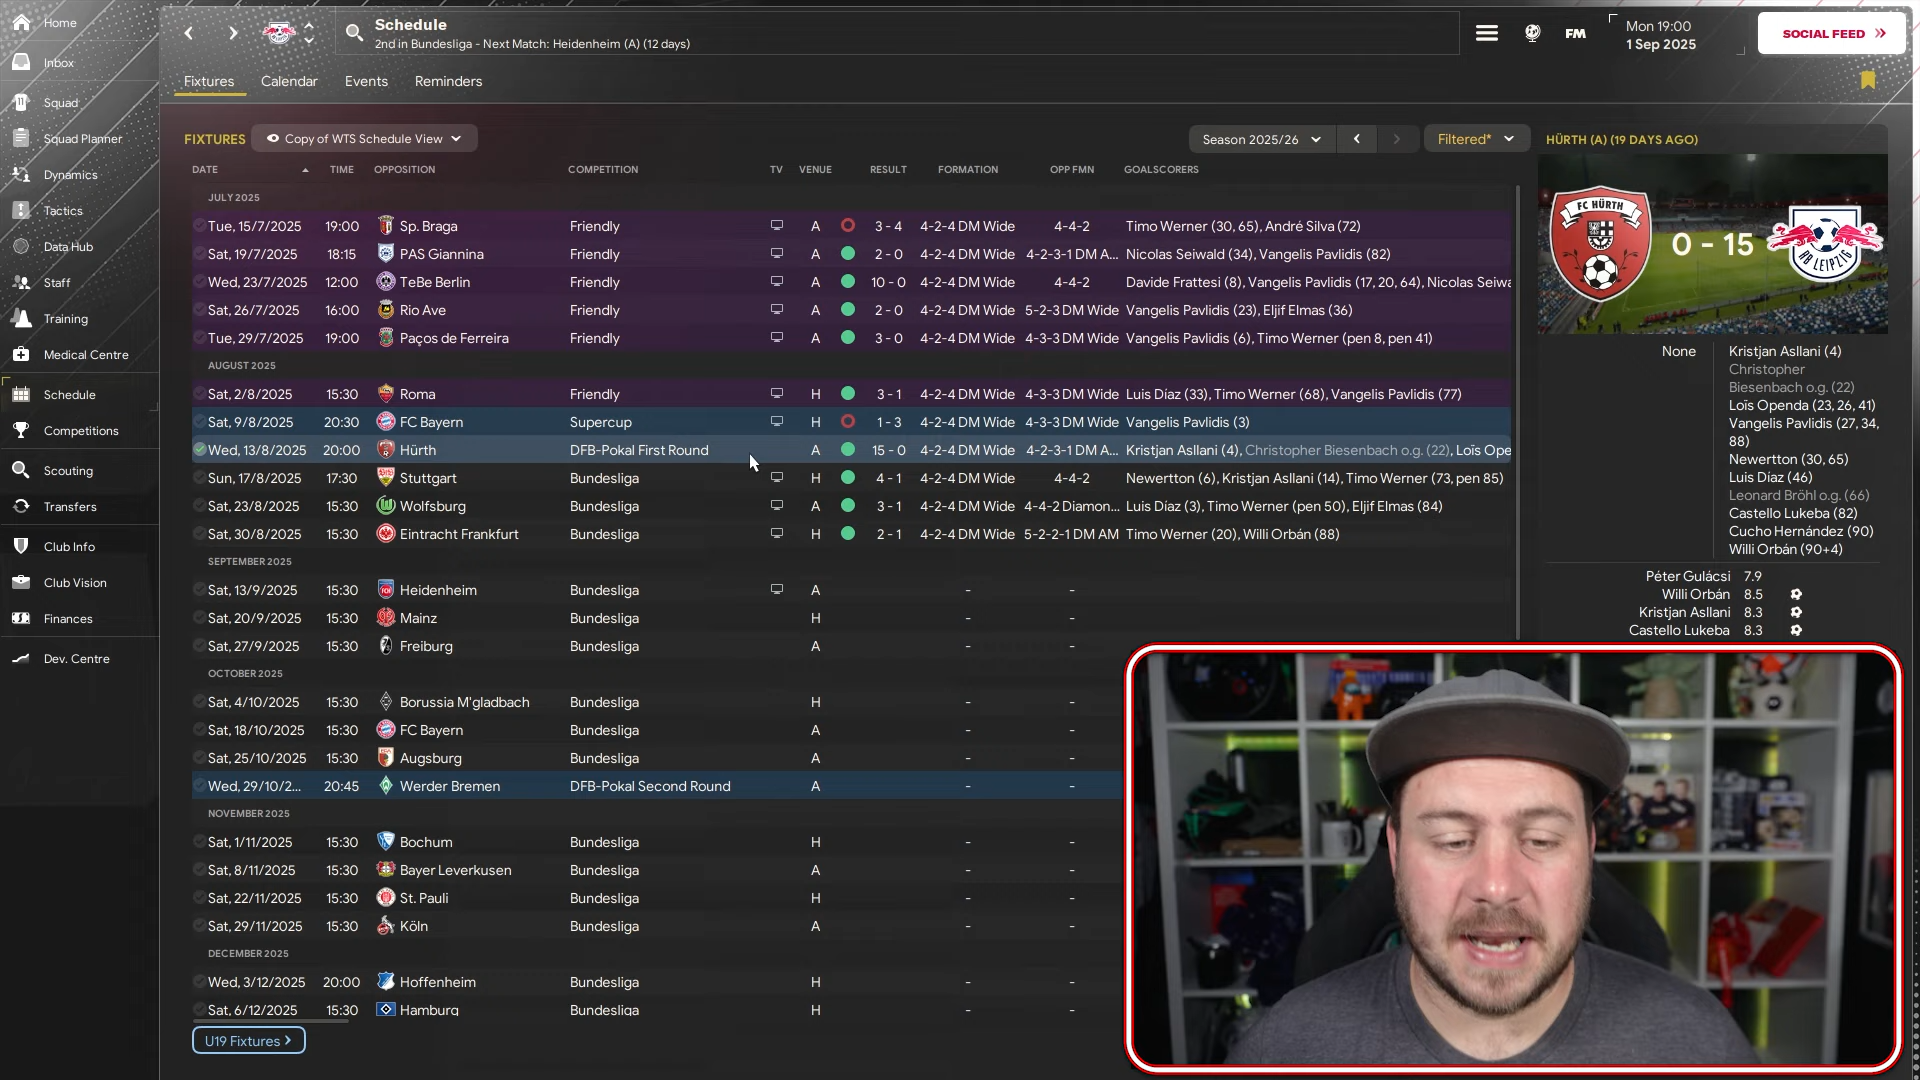 Home
Inbox
Squad
Squad Planner
Dynamics
Tactics
Data Hub
Staff
Training
Medical Centre
Schedule
Competitions
Scouting
Transfers
Club Info
Club Vision
Finances
Dev. Centre
Schedule
2nd in Bundesliga - Next Match: Heidenheim (A) (12 days)
FM
Mon 19:00
1 Sep 2025
SOCIAL FEED
Fixtures Calendar Events Reminders
FIXTURES Copy of WTS Schedule View Season 2025/26 Filtered*
DATE TIME OPPOSITION COMPETITION TV VENUE RESULT FORMATION OPP FMN GOALSCORERS
JULY 2025
Tue, 15/7/2025 19:00 Sp. Braga Friendly A 3 - 4 4-2-4 DM Wide 4-4-2 Timo Werner (30, 65), André Silva (72)
Sat, 19/7/2025 18:15 PAS Giannina Friendly A 2 - 0 4-2-4 DM Wide 4-2-3-1 DM A... Nicolas Seiwald (34), Vangelis Pavlidis (82)
Wed, 23/7/2025 12:00 TeBe Berlin Friendly A 10 - 0 4-2-4 DM Wide 4-4-2 Davide Frattesi (8), Vangelis Pavlidis (17, 20, 64), Nicolas Seiwa
Sat, 26/7/2025 16:00 Rio Ave Friendly A 2 - 0 4-2-4 DM Wide 5-2-3 DM Wide Vangelis Pavlidis (23), Eljif Elmas (36)
Tue, 29/7/2025 19:00 Paços de Ferreira Friendly A 3 - 0 4-2-4 DM Wide 4-3-3 DM Wide Vangelis Pavlidis (6), Timo Werner (pen 8, pen 41)
AUGUST 2025
Sat, 2/8/2025 15:30 Roma Friendly H 3 - 1 4-2-4 DM Wide 4-3-3 DM Wide Luis Díaz (33), Timo Werner (68), Vangelis Pavlidis (77)
Sat, 9/8/2025 20:30 FC Bayern Supercup H 1 - 3 4-2-4 DM Wide 4-3-3 DM Wide Vangelis Pavlidis (3)
Wed, 13/8/2025 20:00 Hürth DFB-Pokal First Round A 15 - 0 4-2-4 DM Wide 4-2-3-1 DM A... Kristjan Asllani (4), Christopher Biesenbach o.g. (22), Loïs Ope
Sun, 17/8/2025 17:30 Stuttgart Bundesliga H 4 - 1 4-2-4 DM Wide 4-4-2 Newertton (6), Kristjan Asllani (14), Timo Werner (73, pen 85)
Sat, 23/8/2025 15:30 Wolfsburg Bundesliga A 3 - 1 4-2-4 DM Wide 4-4-2 Diamon... Luis Díaz (3), Timo Werner (pen 50), Eljif Elmas (84)
Sat, 30/8/2025 15:30 Eintracht Frankfurt Bundesliga H 2 - 1 4-2-4 DM Wide 5-2-2-1 DM AM Timo Werner (20), Willi Orbán (88)
SEPTEMBER 2025
Sat, 13/9/2025 15:30 Heidenheim Bundesliga A - -
Sat, 20/9/2025 15:30 Mainz Bundesliga H - -
Sat, 27/9/2025 15:30 Freiburg Bundesliga A - -
OCTOBER 2025
Sat, 4/10/2025 15:30 Borussia M'gladbach Bundesliga H - -
Sat, 18/10/2025 15:30 FC Bayern Bundesliga A - -
Sat, 25/10/2025 15:30 Augsburg Bundesliga A - -
Wed, 29/10/2... 20:45 Werder Bremen DFB-Pokal Second Round A - -
NOVEMBER 2025
Sat, 1/11/2025 15:30 Bochum Bundesliga H - -
Sat, 8/11/2025 15:30 Bayer Leverkusen Bundesliga A - -
Sat, 22/11/2025 15:30 St. Pauli Bundesliga H - -
Sat, 29/11/2025 15:30 Köln Bundesliga A - -
DECEMBER 2025
Wed, 3/12/2025 20:00 Hoffenheim Bundesliga H - -
Sat, 6/12/2025 15:30 Hamburg Bundesliga H - -
U19 Fixtures
HÜRTH (A) (19 DAYS AGO)
FC HÜRTH
0 - 15
RB LEIPZIG
None
Kristjan Asllani (4)
Christopher
Biesenbach o.g. (22)
Loïs Openda (23, 26, 41)
Vangelis Pavlidis (27, 34,
88)
Newertton (30, 65)
Luis Díaz (46)
Leonard Bröhl o.g. (66)
Castello Lukeba (82)
Cucho Hernández (90)
Willi Orbán (90+4)
Péter Gulácsi 7.9
Willi Orbán 8.5
Kristjan Asllani 8.3
Castello Lukeba 8.3